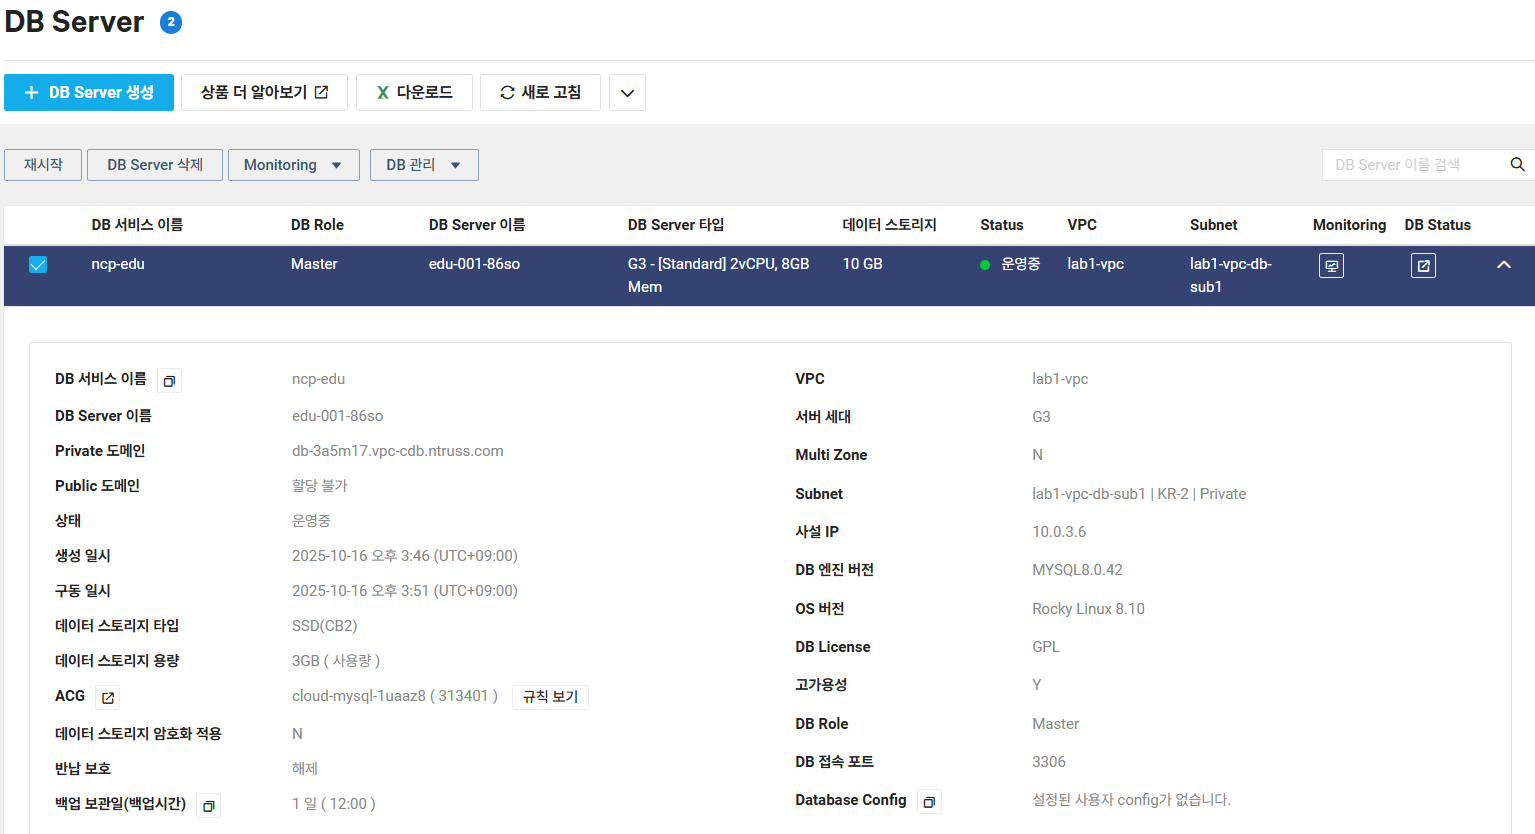 DB Server 2
DB Server 생성 상품 더 알아보기 다운로드 새로 고침
재시작 DB Server 삭제 Monitoring DB 관리 DB Server 이름 검색
DB 서비스 이름 DB Role DB Server 이름 DB Server 타입 데이터 스토리지 Status VPC Subnet Monitoring DB Status
ncp-edu Master edu-001-86so G3 - [Standard] 2vCPU, 8GB 10 GB 운영중 lab1-vpc lab1-vpc-db-
Mem sub1
DB 서비스 이름 ncp-edu
DB Server 이름 edu-001-86so
Private 도메인 db-3a5m17.vpc-cdb.ntruss.com
Public 도메인 할당 불가
상태 운영중
생성 일시 2025-10-16 오후 3:46 (UTC+09:00)
구동 일시 2025-10-16 오후 3:51 (UTC+09:00)
데이터 스토리지 타입 SSD(CB2)
데이터 스토리지 용량 3GB ( 사용량 )
ACG cloud-mysql-1uaaz8 ( 313401 ) 규칙 보기
데이터 스토리지 암호화 적용 N
반납 보호 해제
백업 보관일(백업시간) 1 일 ( 12:00 )
VPC lab1-vpc
서버 세대 G3
Multi Zone N
Subnet lab1-vpc-db-sub1 | KR-2 | Private
사설 IP 10.0.3.6
DB 엔진 버전 MYSQL8.0.42
OS 버전 Rocky Linux 8.10
DB License GPL
고가용성 Y
DB Role Master
DB 접속 포트 3306
Database Config 설정된 사용자 config가 없습니다.